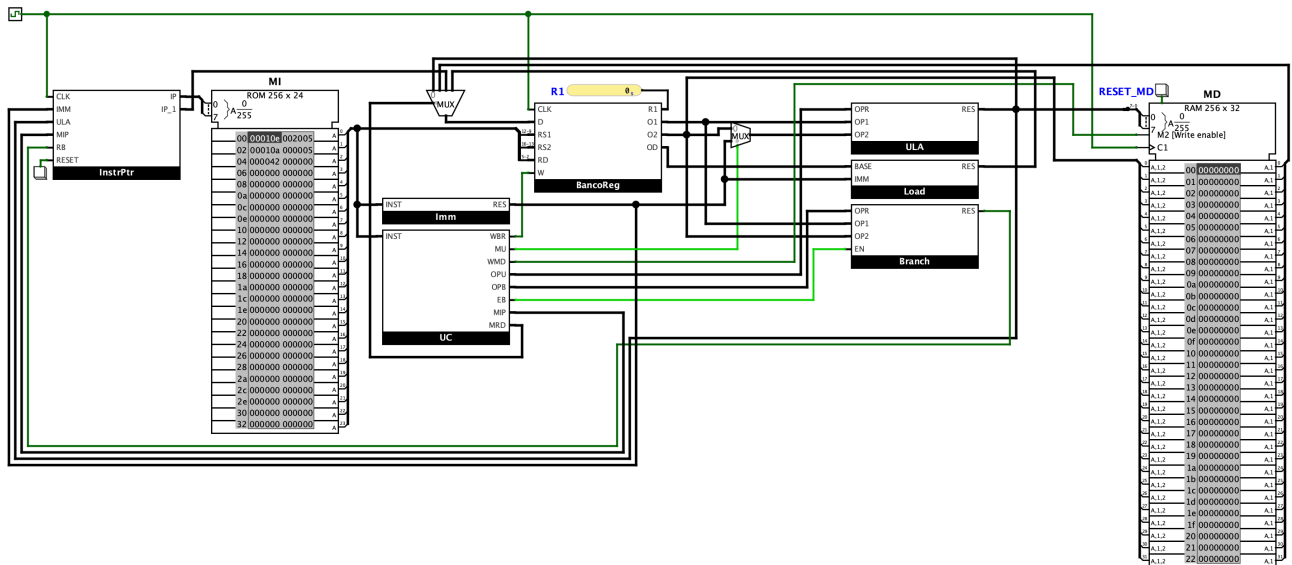 CLK
IMM
ULA
MIP
RB
RESET
IP
IP_1
InstrPtr
MI
ROM 256 x 24
0
7
A 0
255
00 00010e 002005
02 00010a 000005
04 000042 000000
06 000000 000000
08 000000 000000
0a 000000 000000
0c 000000 000000
0e 000000 000000
10 000000 000000
12 000000 000000
14 000000 000000
16 000000 000000
18 000000 000000
1a 000000 000000
1c 000000 000000
1e 000000 000000
20 000000 000000
22 000000 000000
24 000000 000000
26 000000 000000
28 000000 000000
2a 000000 000000
2c 000000 000000
2e 000000 000000
30 000000 000000
32 000000 000000
MUX
R1
CLK
D
RS1
RS2
RD
W
R1
O1
O2
OD
BancoReg
INST
RES
Imm
INST
WBR
MU
WMD
OPU
OPB
EB
MIP
MRD
UC
MUX
OPR
OP1
OP2
RES
ULA
BASE
IMM
RES
Load
OPR
OP1
OP2
EN
RES
Branch
RESET_MD
MD
RAM 256 x 32
0
7
A 0
255
M2 [Write enable]
C1
00 00000000
01 00000000
02 00000000
03 00000000
04 00000000
05 00000000
06 00000000
07 00000000
08 00000000
09 00000000
0a 00000000
0b 00000000
0c 00000000
0d 00000000
0e 00000000
0f 00000000
10 00000000
11 00000000
12 00000000
13 00000000
14 00000000
15 00000000
16 00000000
17 00000000
18 00000000
19 00000000
1a 00000000
1b 00000000
1c 00000000
1d 00000000
1e 00000000
1f 00000000
20 00000000
21 00000000
22 00000000